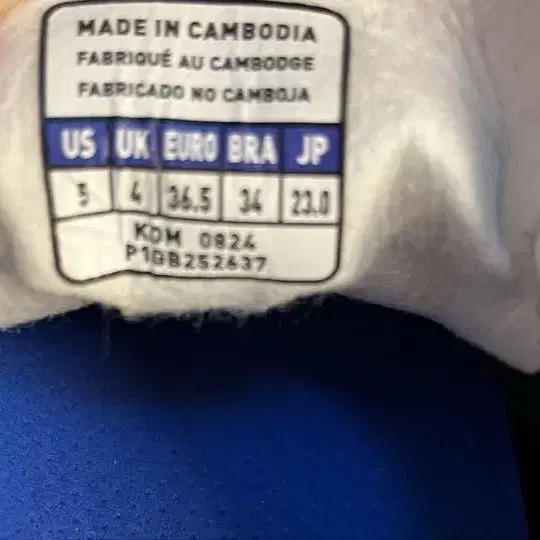 MADE IN CAMBODIA
FABRIQUÉ AU CAMBODGE
FABRICADO NO CAMBOJA
US UK EURO BRA JP
5 4 36.5 34 23.0
KDM 0824
P1GB252637